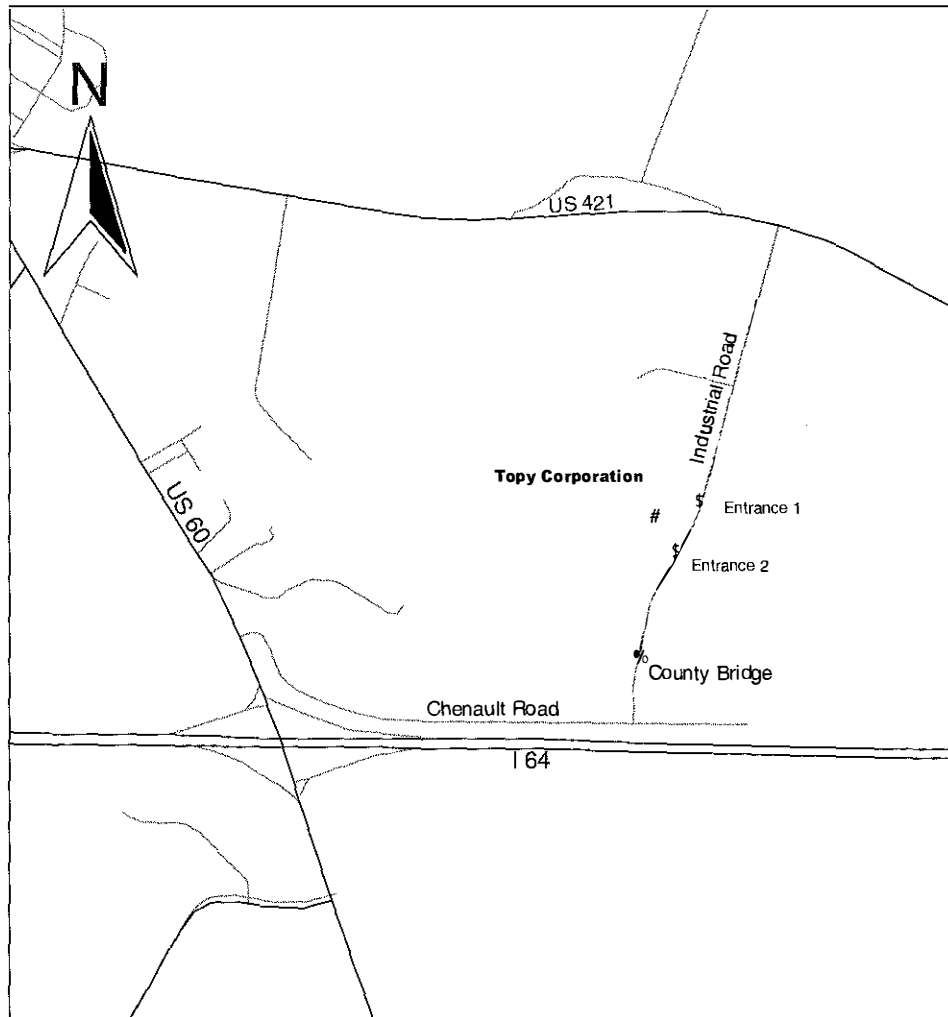 N
US 421
Industrial Road
Topy Corporation
$ Entrance 1
#
$ Entrance 2
US 60
% County Bridge
Chenault Road
I 64